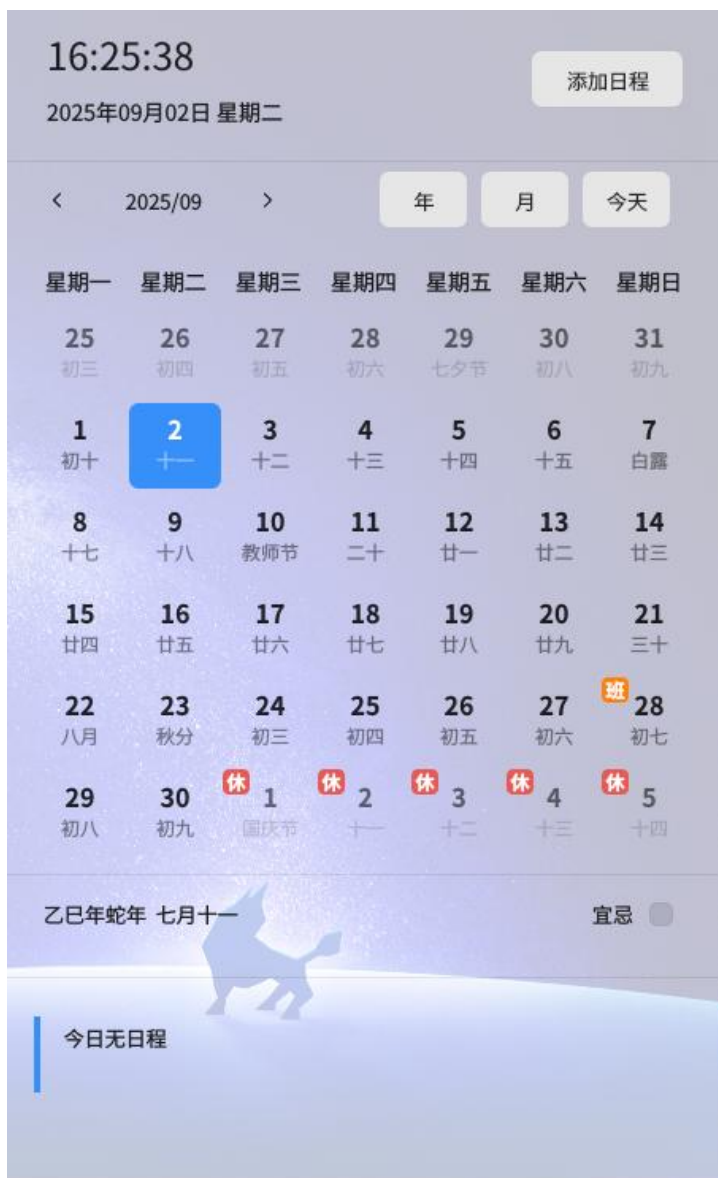 16:25:38
添加日程
2025年09月02日 星期二
2025/09 年 月 今天
星期一 星期二 星期三 星期四 星期五 星期六 星期日
25 26 27 28 29 30 31
初三 初四 初五 初六 七夕节 初八 初九
1 2 3 4 5 6 7
初十 十一 十二 十三 十四 十五 白露
8 9 10 11 12 13 14
十七 十八 教师节 二十 廿一 廿二 廿三
15 16 17 18 19 20 21
廿四 廿五 廿六 廿七 廿八 廿九 三十
班
22 23 24 25 26 27 28
八月 秋分 初三 初四 初五 初六 初七
休 休 休 休 休
29 30 1 2 3 4 5
初八 初九 国庆节 十一 十二 十三 十四
乙巳年蛇年 七月十一 宜忌
今日无日程